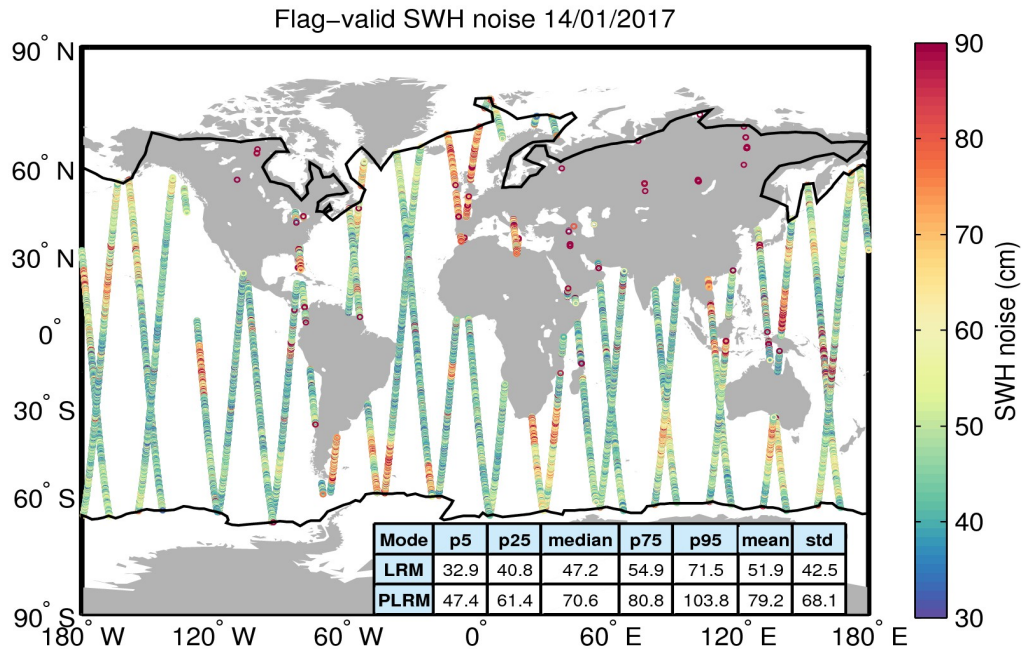 Flag−valid SWH noise 14/01/2017
90° N
60° N
30° N
0°
30° S
60° S
90° S
180° W
120° W
60° W
0°
60° E
120° E
180° E
90
80
70
60
50
40
30
SWH noise (cm)
Mode p5 p25 median p75 p95 mean std
LRM 32.9 40.8 47.2 54.9 71.5 51.9 42.5
PLRM 47.4 61.4 70.6 80.8 103.8 79.2 68.1